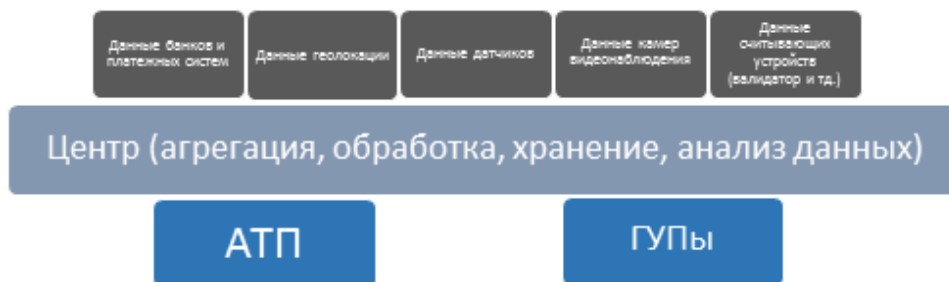 Данные банков и
платежных систем
Данные геолокации
Данные датчиков
Данные камер
видеонаблюдения
Данные
считывающих
устройств
(валидатор и тд.)
Центр (агрегация, обработка, хранение, анализ данных)
АТП
ГУПы